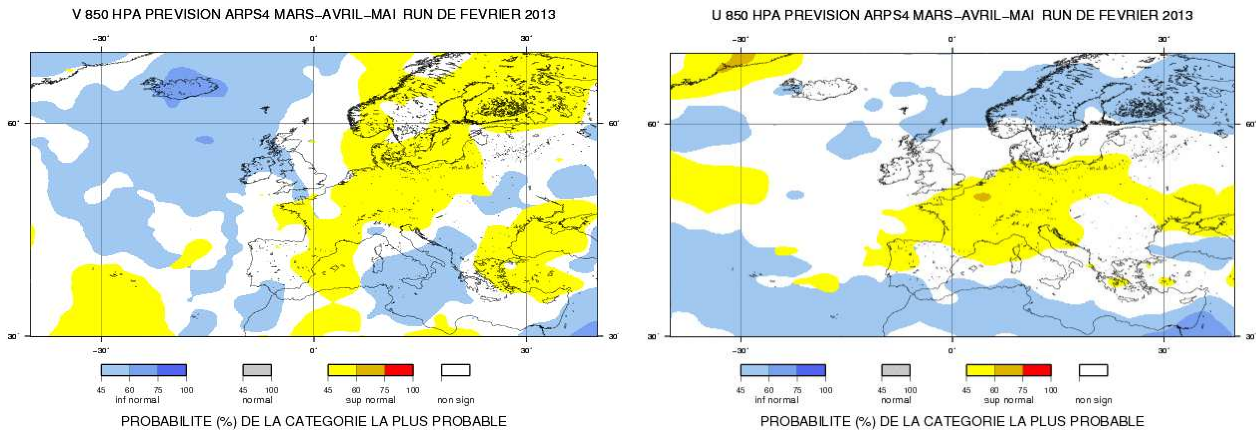 V 850 HPA PREVISION ARPS4 MARS-AVRIL-MAI RUN DE FEVRIER 2013
-30° 0° 30°
60° 60°
30° 30°
-30° 0° 30°
45 60 75 100 45 100 45 60 75 100
inf normal normal sup normal non sign
PROBABILITE (%) DE LA CATEGORIE LA PLUS PROBABLE
U 850 HPA PREVISION ARPS4 MARS-AVRIL-MAI RUN DE FEVRIER 2013
-30° 0° 30°
60° 60°
30° 30°
-30° 0° 30°
45 60 75 100 45 100 45 60 75 100
inf normal normal sup normal non sign
PROBABILITE (%) DE LA CATEGORIE LA PLUS PROBABLE